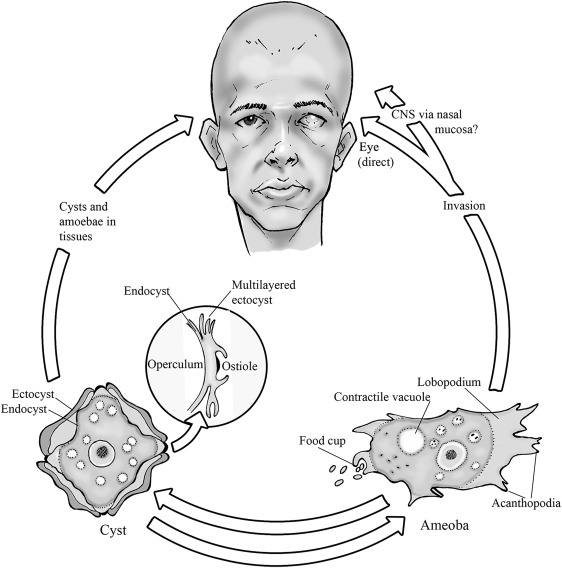 CNS via nasal
mucosa?
Eye
(direct)
Cysts and
amoebae in
tissues
Invasion
Endocyst
Multilayered
ectocyst
Operculum
Ostiole
Ectocyst
Endocyst
Lobopodium
Contractile vacuole
Food cup
Acanthopodia
Cyst
Ameoba